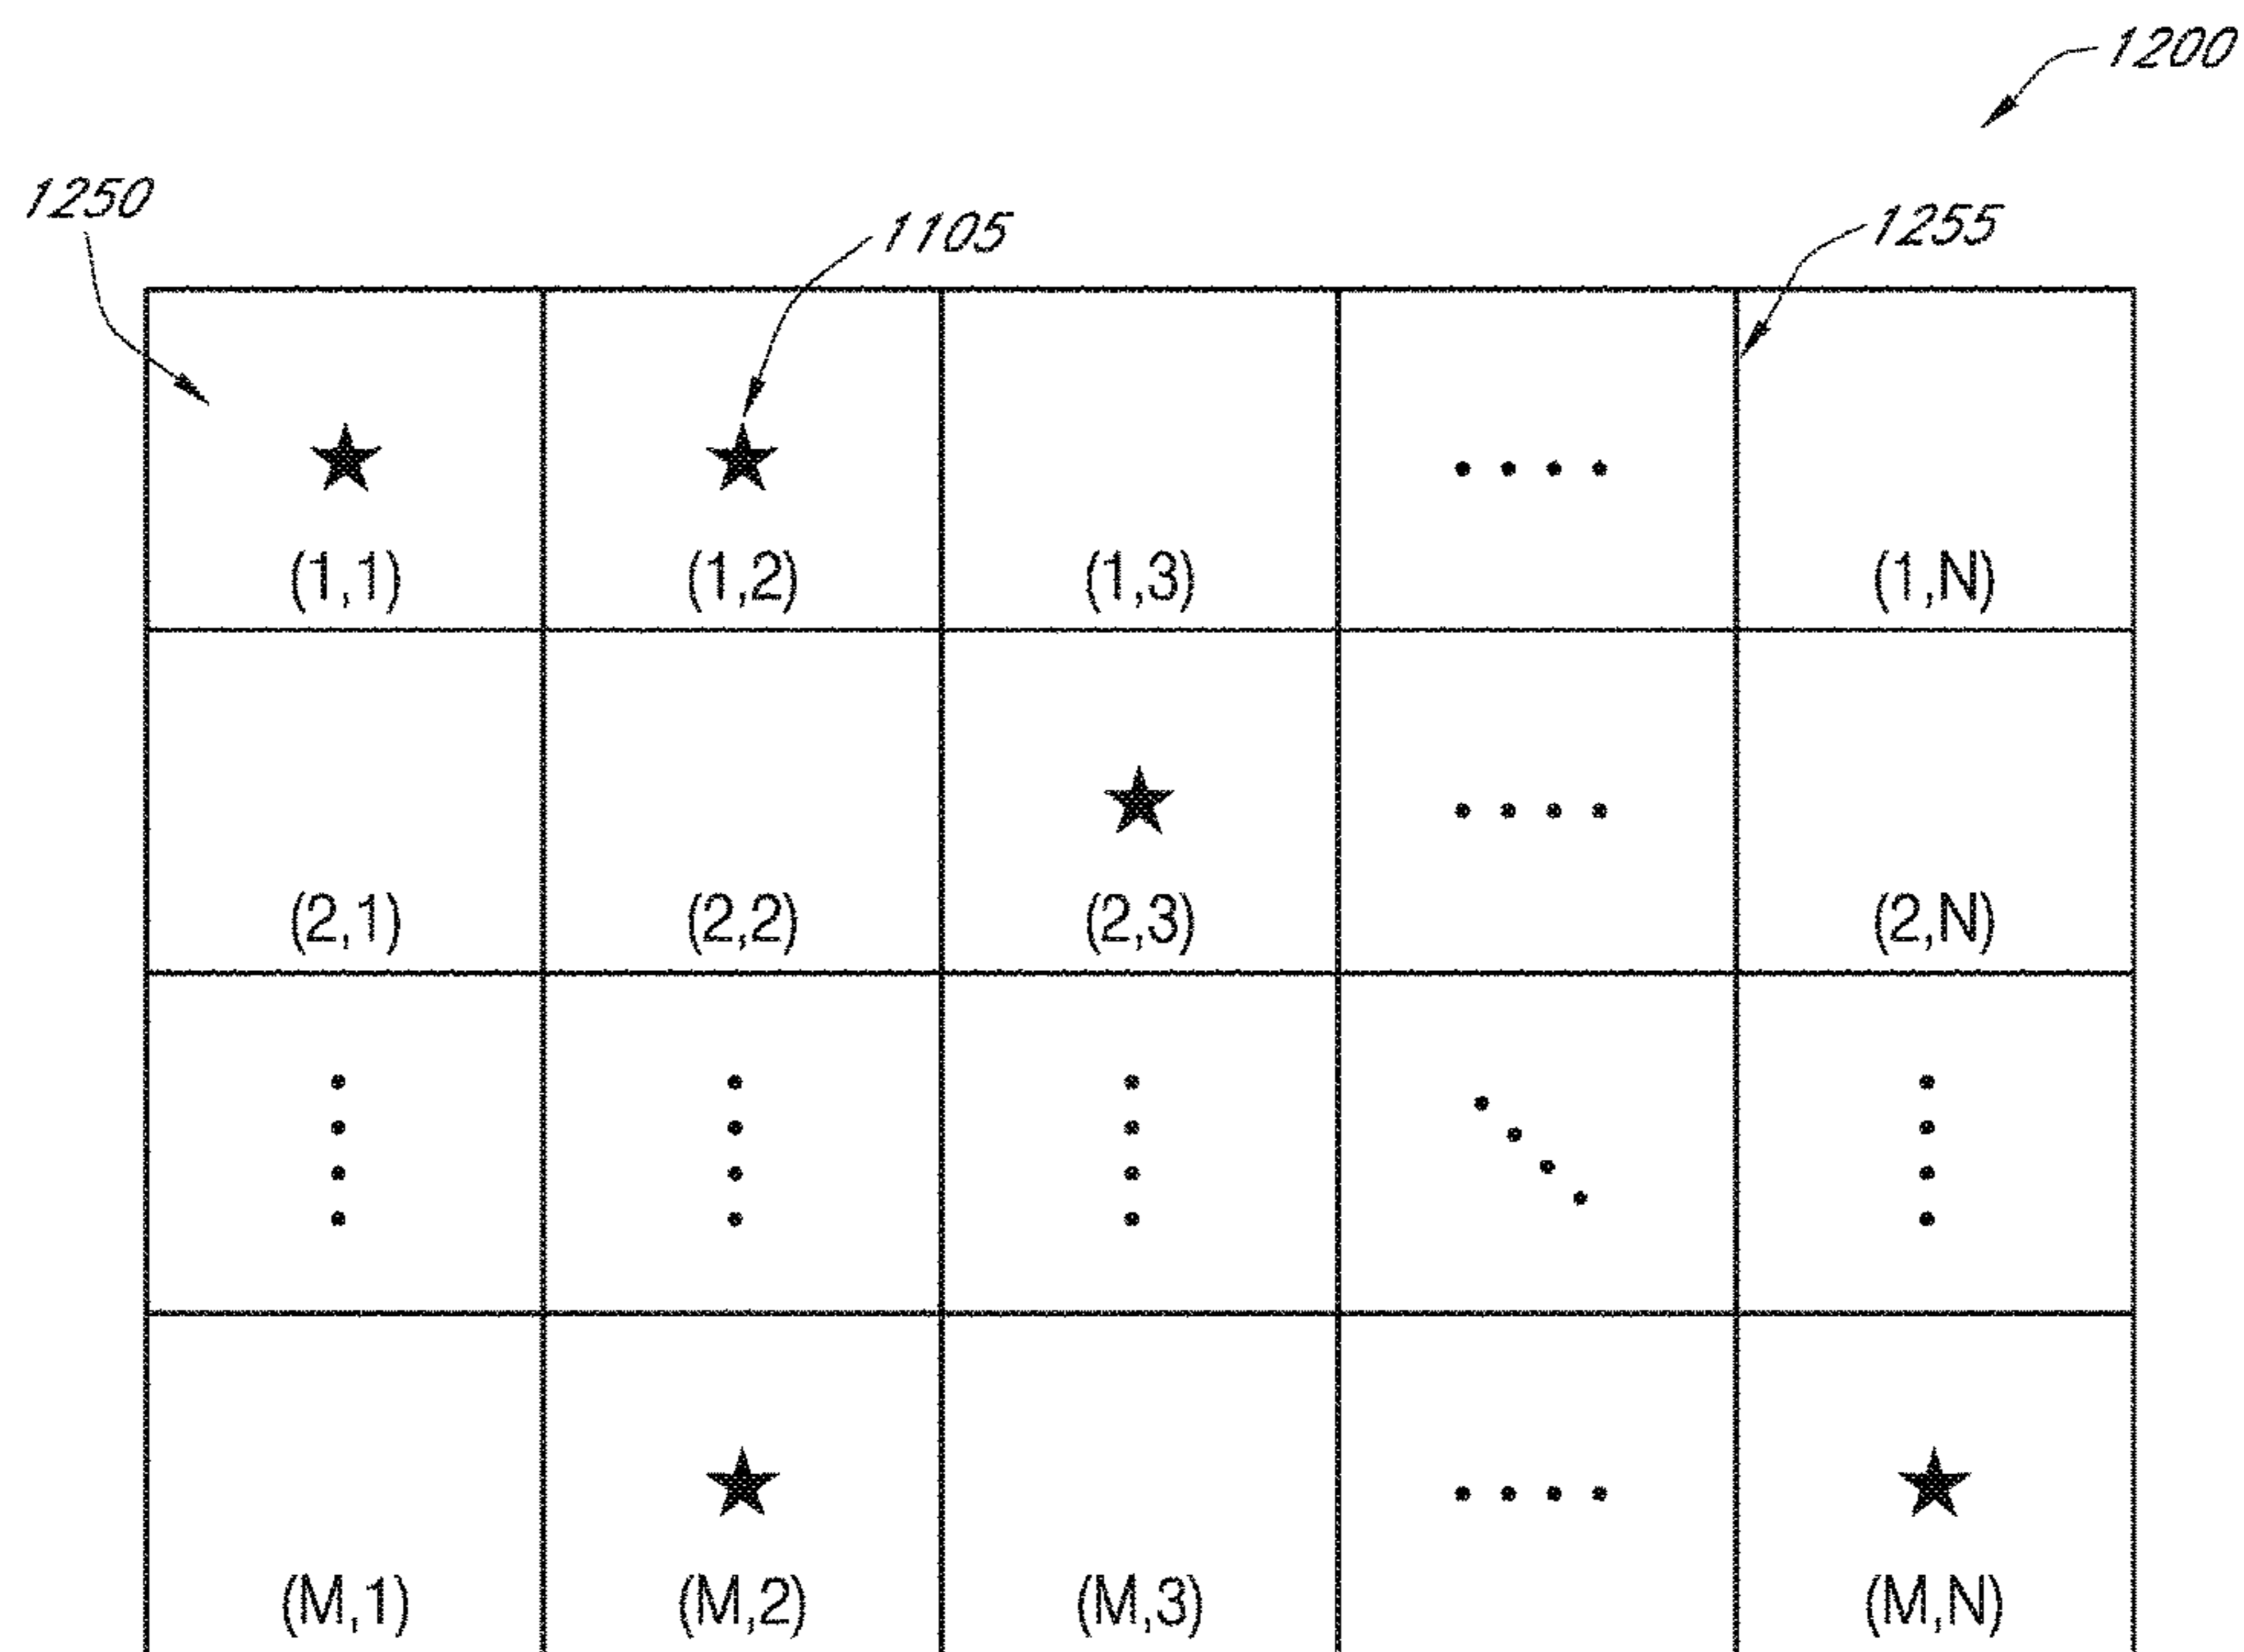 1200
1250
1105
1255
(1,1) (1,2) (1,3) (1,N)
(2,1) (2,2) (2,3) (2,N)
(M,1) (M,2) (M,3) (M,N)